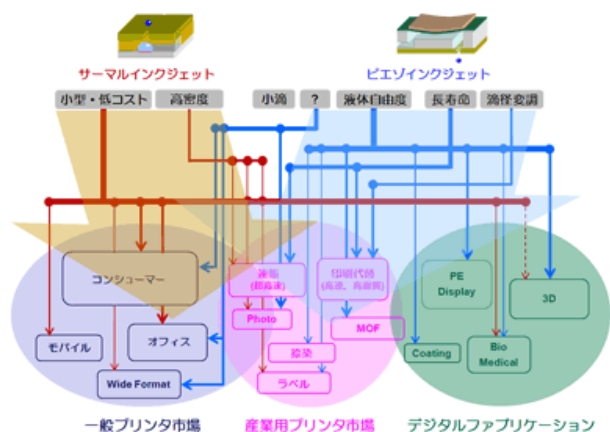 サーマルインクジェット
ピエゾインクジェット
小型・低コスト
高密度
小滴
?
液体自由度
長寿命
滴径変調
コンシューマー
速脂
(超高速)
印刷代替
(高速、高画質)
PE
Display
3D
Photo
MOF
モバイル
オフィス
捺染
Coating
Bio
Medical
Wide Format
ラベル
一般プリンタ市場
産業用プリンタ市場
デジタルファブリケーション